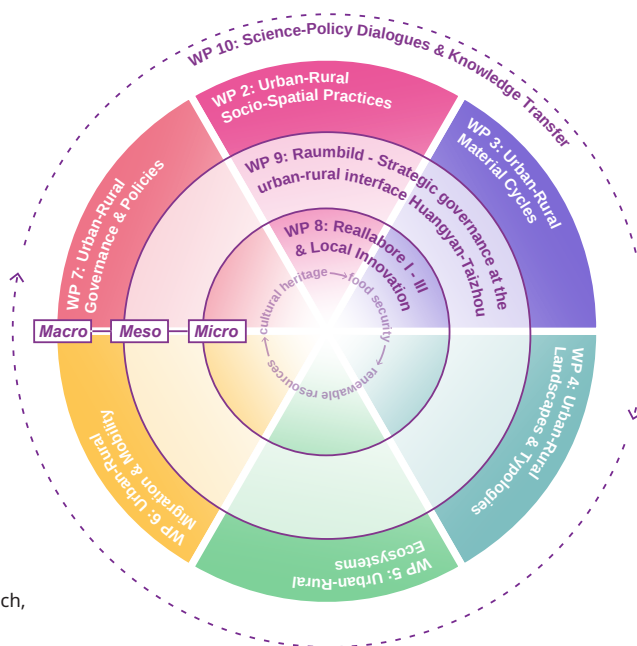 WP 10: Science-Policy Dialogues & Knowledge Transfer
WP 2: Urban-Rural
Socio-Spatial Practices
WP 3: Urban-Rural
Material Cycles
WP 9: Raumbild - Strategic governance at the
urban-rural interface Huangyan-Taizhou
WP 7: Urban-Rural
Governance & Policies
WP 8: Reallabore I - III
& Local Innovation
cultural heritage
food security
renewable resources
Macro
Meso
Micro
WP 4: Urban-Rural
Landscapes & Typologies
WP 6: Urban-Rural
Migration & Mobility
WP 5: Urban-Rural
Ecosystems
ch,